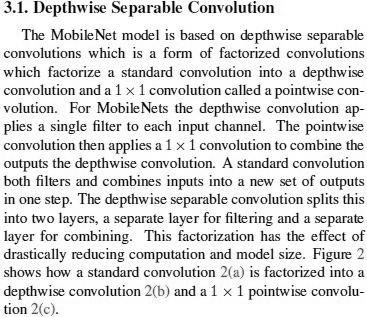 3.1. Depthwise Separable Convolution
The MobileNet model is based on depthwise separable
convolutions which is a form of factorized convolutions
which factorize a standard convolution into a depthwise
convolution and a 1 × 1 convolution called a pointwise con-
volution. For MobileNets the depthwise convolution ap-
plies a single filter to each input channel. The pointwise
convolution then applies a 1 × 1 convolution to combine the
outputs the depthwise convolution. A standard convolution
both filters and combines inputs into a new set of outputs
in one step. The depthwise separable convolution splits this
into two layers, a separate layer for filtering and a separate
layer for combining. This factorization has the effect of
drastically reducing computation and model size. Figure 2
shows how a standard convolution 2(a) is factorized into a
depthwise convolution 2(b) and a 1 × 1 pointwise convolu-
tion 2(c).